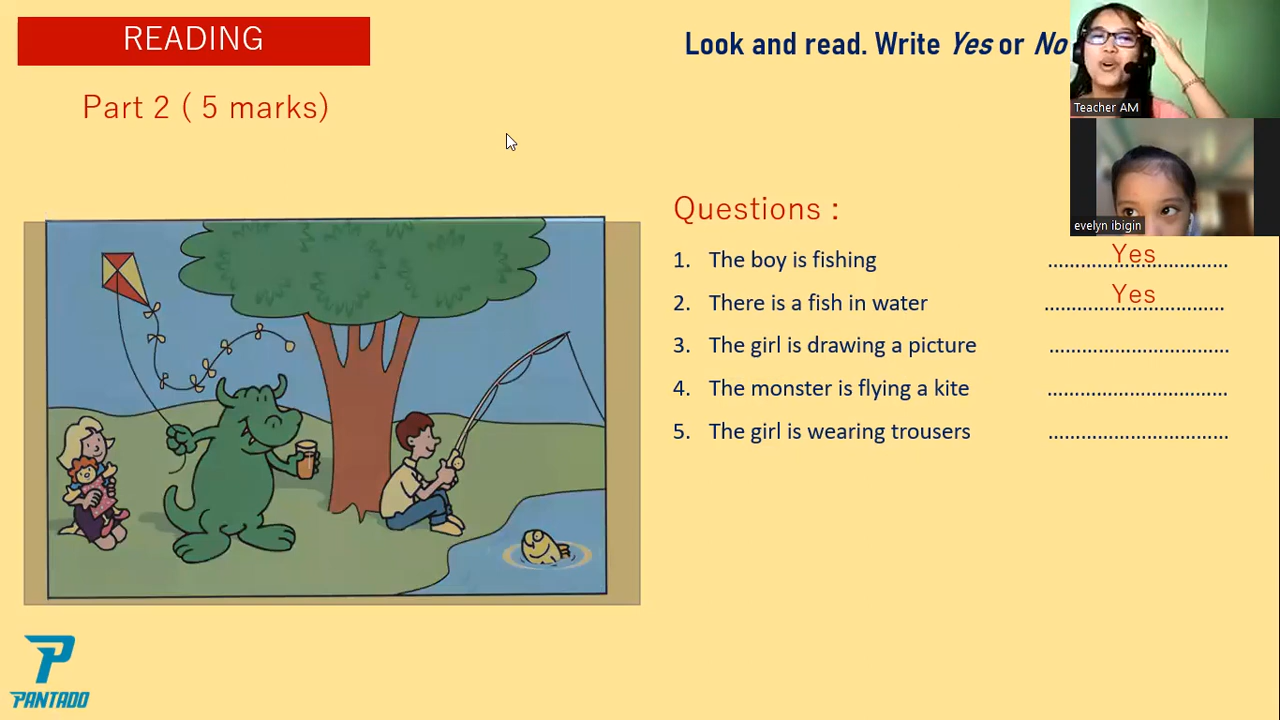 READING
Look and read. Write Yes or No
Part 2 ( 5 marks)
Teacher AM
evelyn ibigin
Questions :
1. The boy is fishing ................................ Yes
2. There is a fish in water ................................ Yes
3. The girl is drawing a picture ................................
4. The monster is flying a kite ................................
5. The girl is wearing trousers ................................
PANTADO